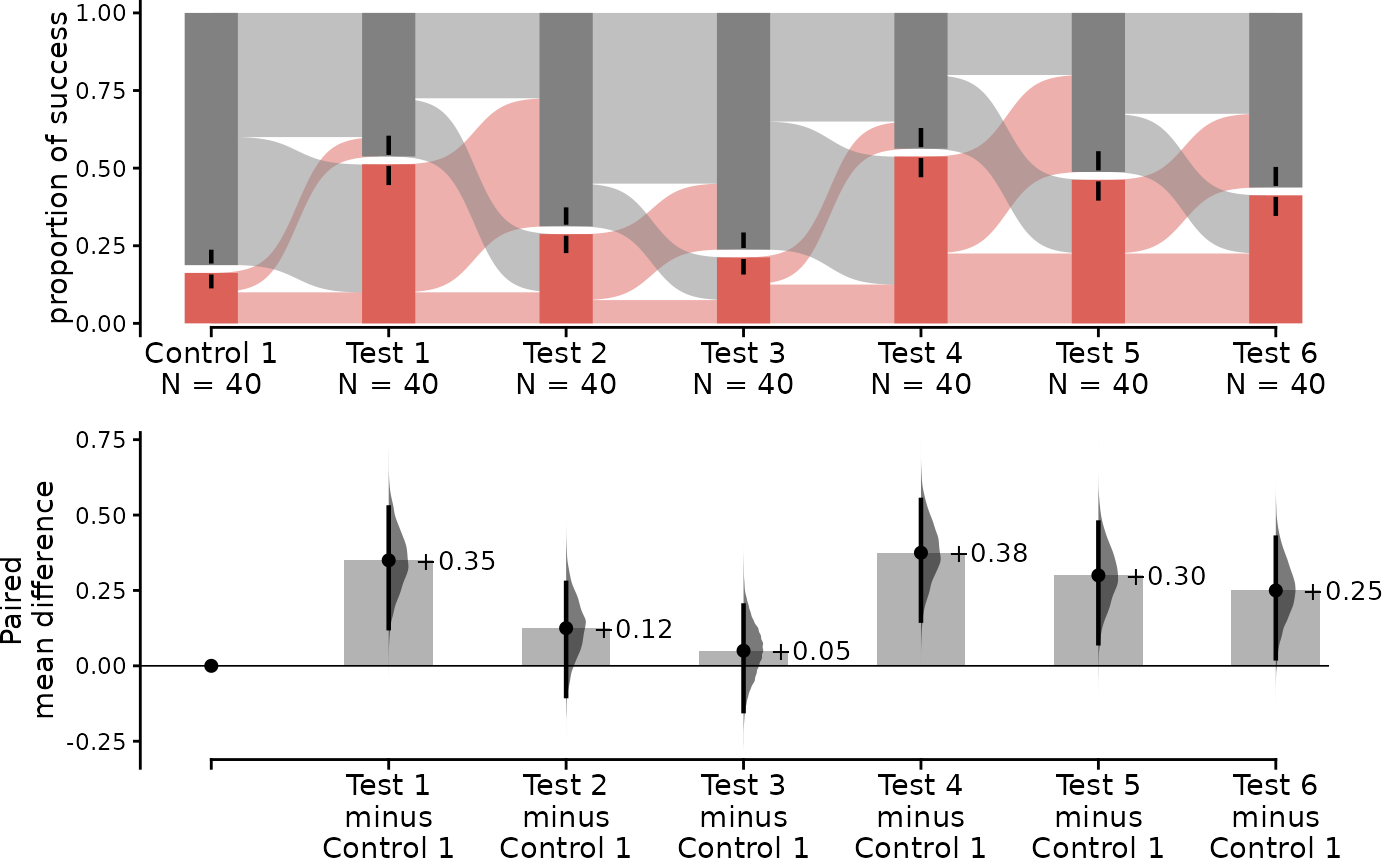 proportion of success
1.00
0.75
0.50
0.25
0.00
Control 1
N = 40
Test 1
N = 40
Test 2
N = 40
Test 3
N = 40
Test 4
N = 40
Test 5
N = 40
Test 6
N = 40
Paired
mean difference
0.75
0.50
0.25
0.00
-0.25
+0.35
+0.12
+0.05
+0.38
+0.30
+0.25
Test 1
minus
Control 1
Test 2
minus
Control 1
Test 3
minus
Control 1
Test 4
minus
Control 1
Test 5
minus
Control 1
Test 6
minus
Control 1